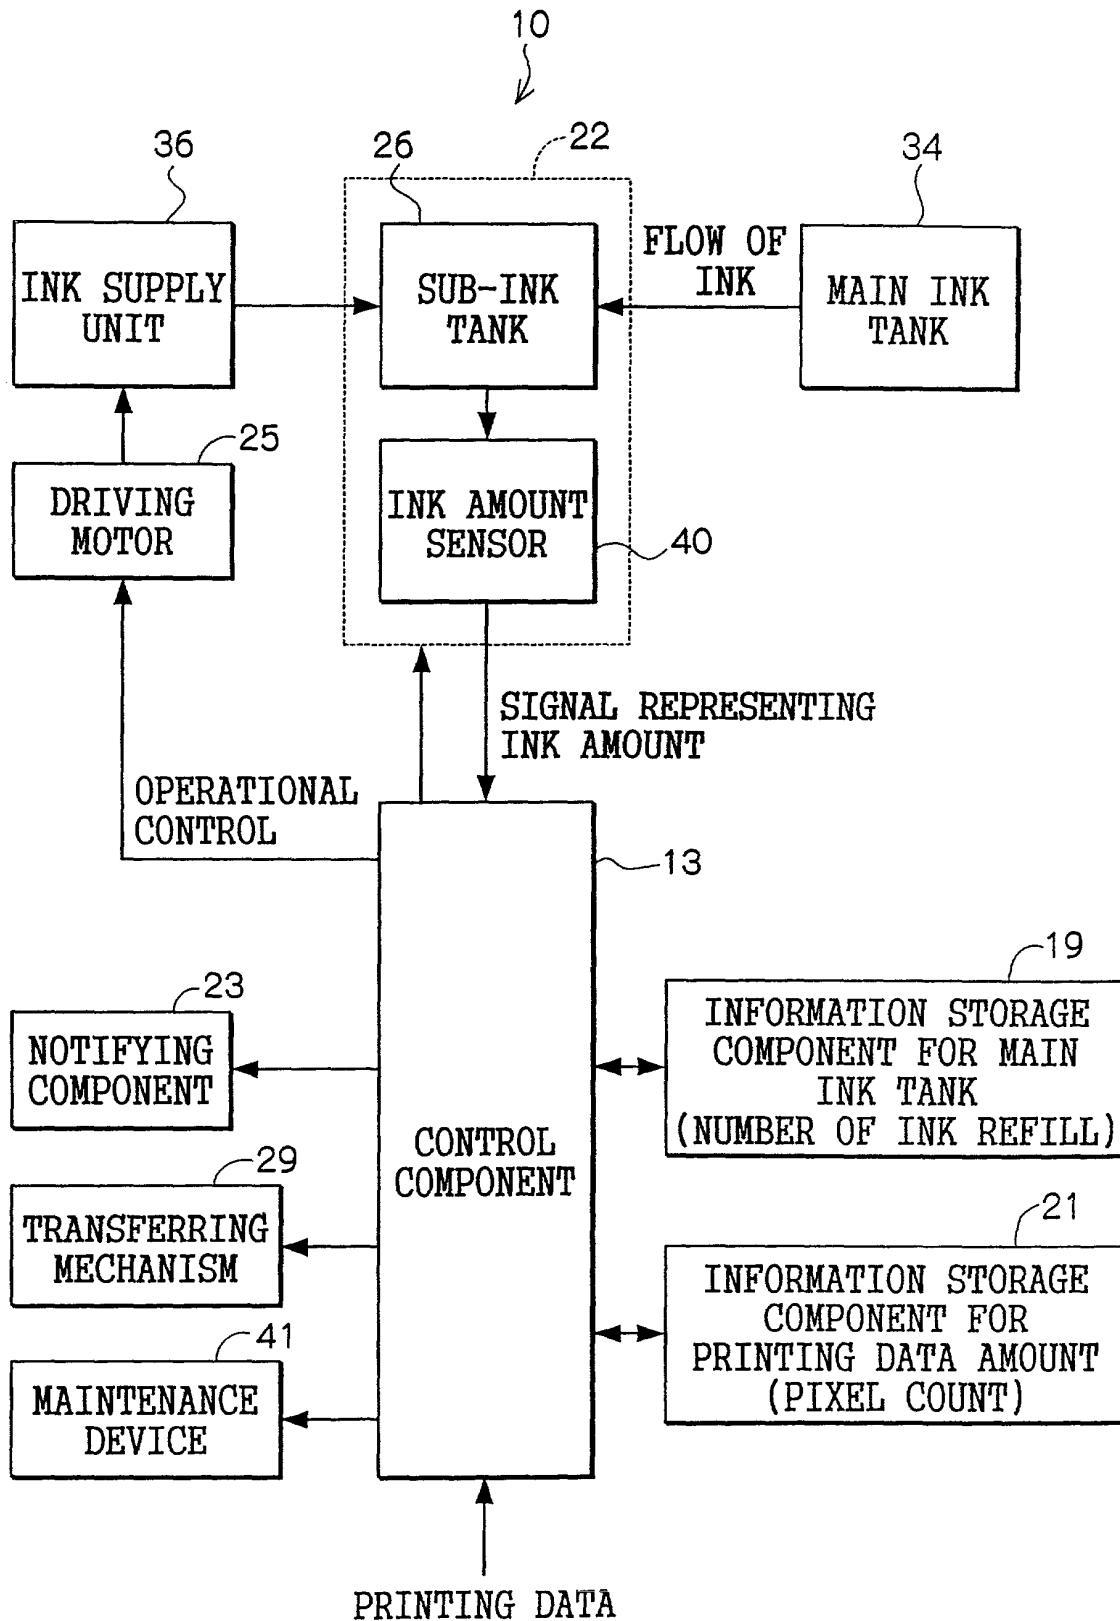 10
36
26
22
34
INK SUPPLY
UNIT
SUB-INK
TANK
FLOW OF
INK
MAIN INK
TANK
25
DRIVING
MOTOR
INK AMOUNT
SENSOR
40
SIGNAL REPRESENTING
INK AMOUNT
OPERATIONAL
CONTROL
13
23
NOTIFYING
COMPONENT
19
INFORMATION STORAGE
COMPONENT FOR MAIN
INK TANK
(NUMBER OF INK REFILL)
CONTROL
COMPONENT
29
TRANSFERRING
MECHANISM
21
INFORMATION STORAGE
COMPONENT FOR
PRINTING DATA AMOUNT
(PIXEL COUNT)
41
MAINTENANCE
DEVICE
PRINTING DATA